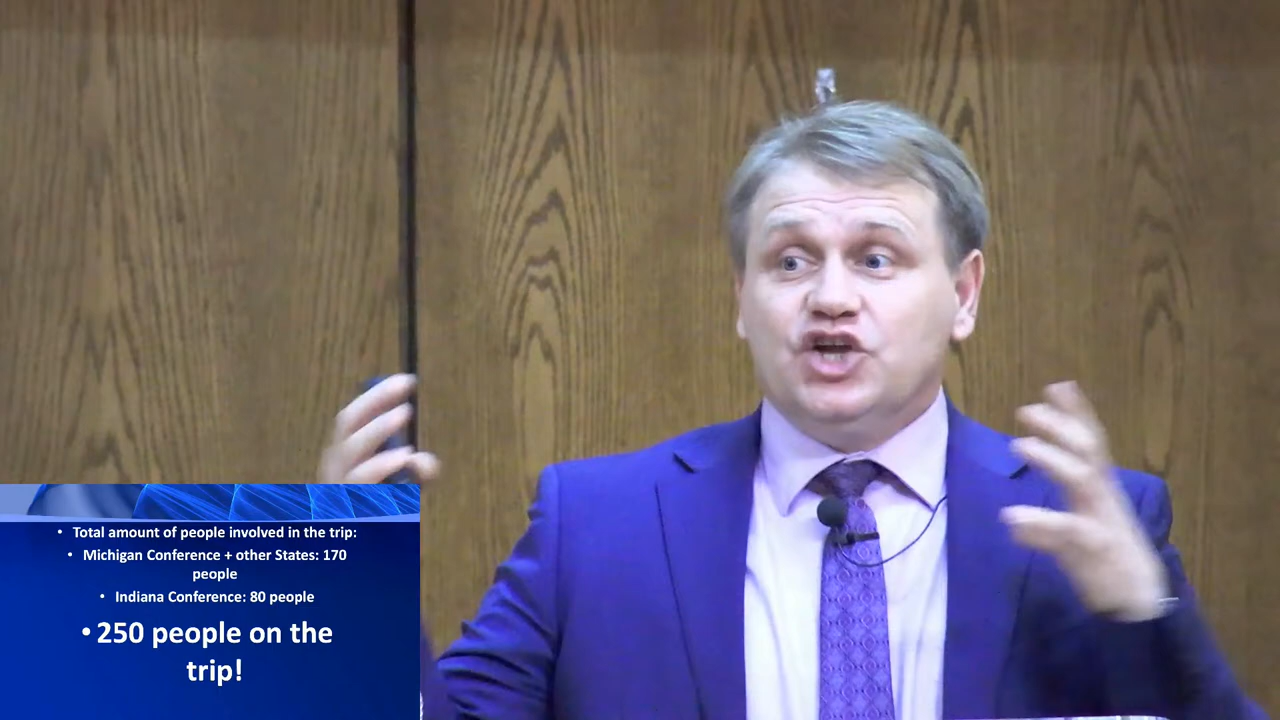 • Total amount of people involved in the trip:
• Michigan Conference + other States: 170
people
• Indiana Conference: 80 people
• 250 people on the
trip!